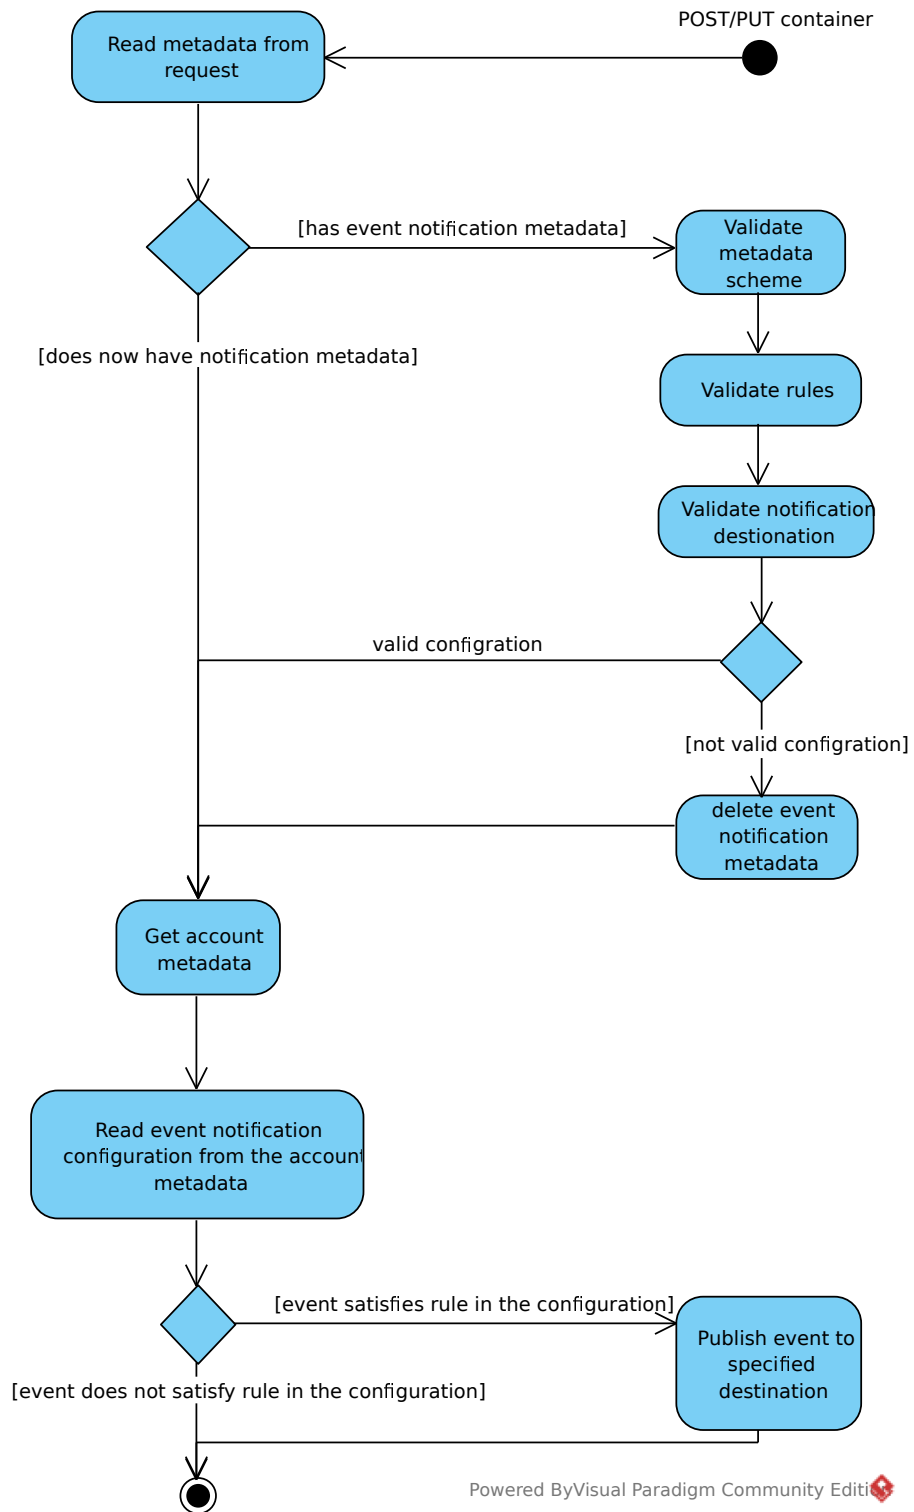 POST/PUT container
Read metadata from
request
[has event notification metadata]
Validate
metadata
scheme
[does now have notification metadata]
Validate rules
Validate notification
destionation
valid configration
[not valid configration]
delete event
notification
metadata
Get account
metadata
Read event notification
configuration from the account
metadata
[event satisfies rule in the configuration]
Publish event to
specified
destination
[event does not satisfy rule in the configuration]
Powered ByVisual Paradigm Community Edition